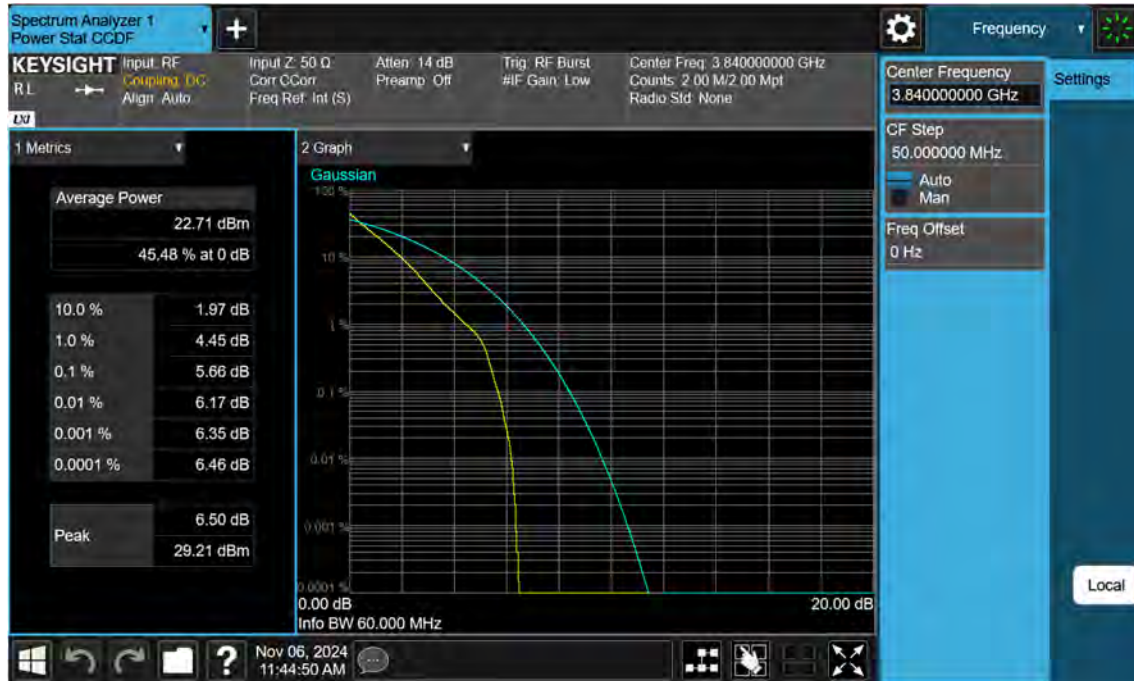 Spectrum Analyzer 1
Power Stat CCDF
+
Frequency
KEYSIGHT
RL
LXI
Input: RF
Coupling: DC
Align: Auto
Input Z: 50 Ω
Corr CCorr
Freq Ref: Int (S)
Atten: 14 dB
Preamp: Off
Trig: RF Burst
#IF Gain: Low
Center Freq: 3.840000000 GHz
Counts: 2.00 M/2.00 Mpt
Radio Std: None
Center Frequency
3.840000000 GHz
Settings
CF Step
50.000000 MHz
Auto
Man
Freq Offset
0 Hz
Local
1 Metrics
Average Power
22.71 dBm
45.48 % at 0 dB
10.0 % 1.97 dB
1.0 % 4.45 dB
0.1 % 5.66 dB
0.01 % 6.17 dB
0.001 % 6.35 dB
0.0001 % 6.46 dB
Peak
6.50 dB
29.21 dBm
2 Graph
Gaussian
100 %
10 %
1 %
0.1 %
0.01 %
0.001 %
0.0001 %
0.00 dB 20.00 dB
Info BW 60.000 MHz
?
Nov 06, 2024
11:44:50 AM